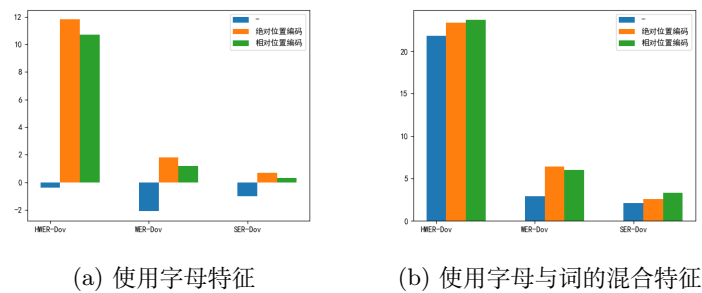 12
10
8
6
4
2
0
−2
HWER-Dov
WER-Dov
SER-Dov
-
绝对位置编码
相对位置编码
(a) 使用字母特征
20
15
10
5
0
HWER-Dov
WER-Dov
SER-Dov
-
绝对位置编码
相对位置编码
(b) 使用字母与词的混合特征